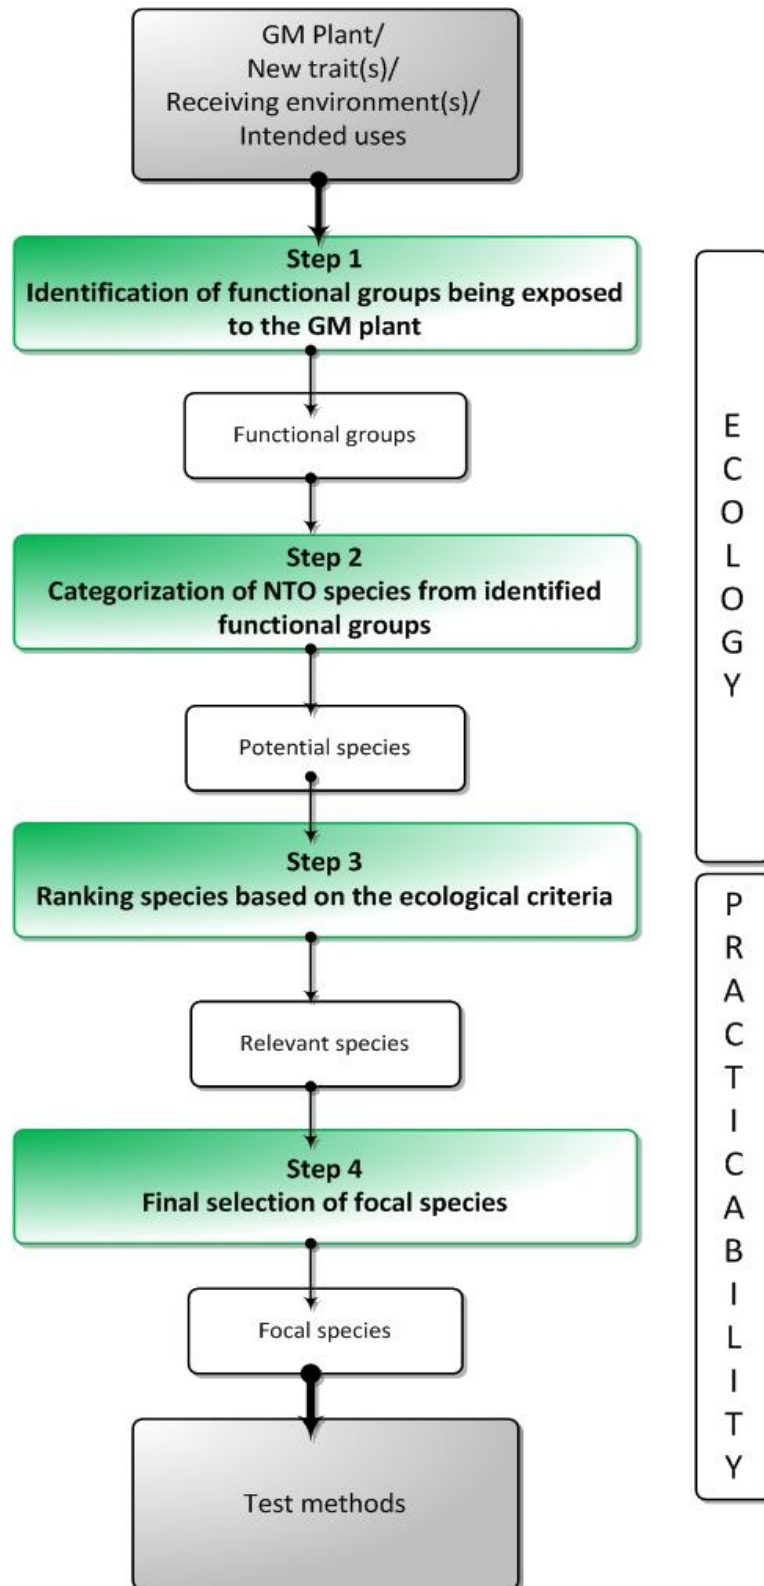 GM Plant/
New trait(s)/
Receiving environment(s)/
Intended uses
Step 1
Identification of functional groups being exposed
to the GM plant
Functional groups
Step 2
Categorization of NTO species from identified
functional groups
Potential species
Step 3
Ranking species based on the ecological criteria
Relevant species
Step 4
Final selection of focal species
Focal species
Test methods
ECOLOGY
PRACTICABILITY